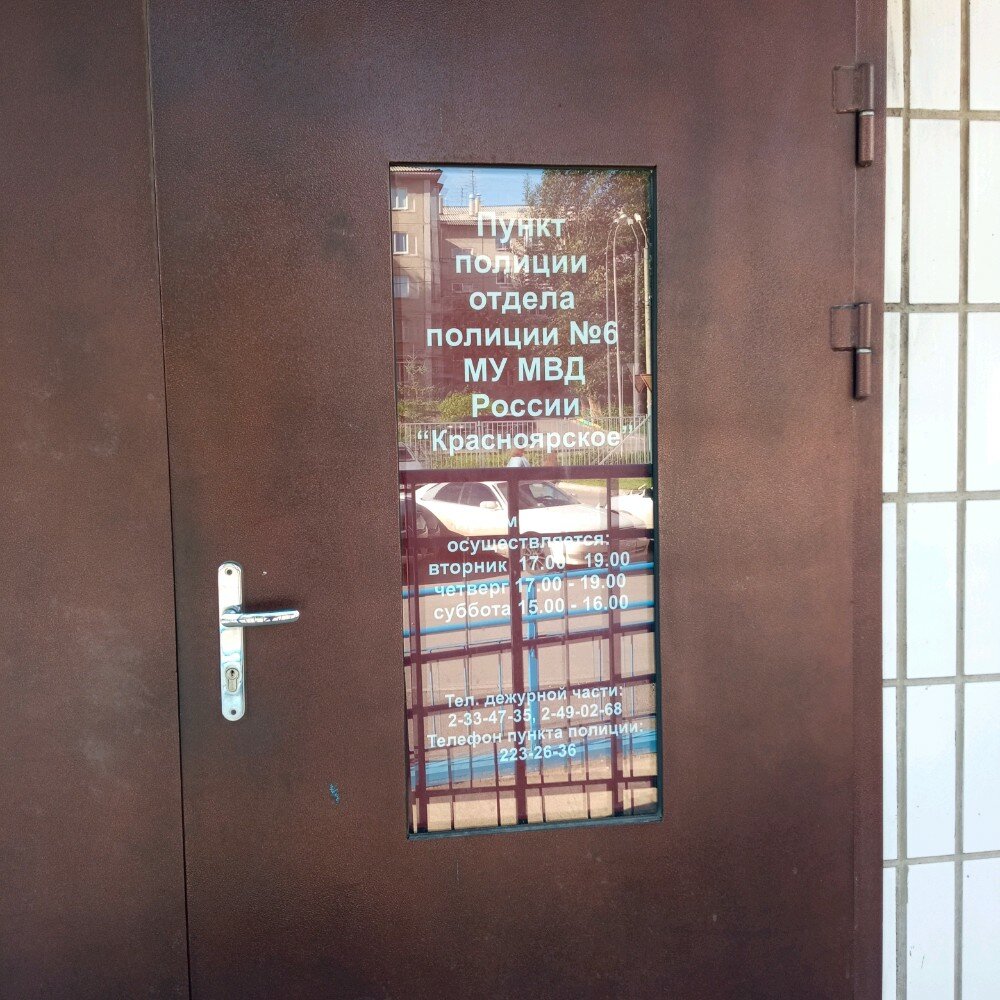 Пункт
полиции
отдела
полиции №6
МУ МВД
России
“Красноярское”
осуществляется:
вторник 17.00 - 19.00
четверг 17.00 - 19.00
суббота 15.00 - 16.00
Тел. дежурной части:
2-33-47-35, 2-49-02-68
Телефон пункта полиции:
223-26-36